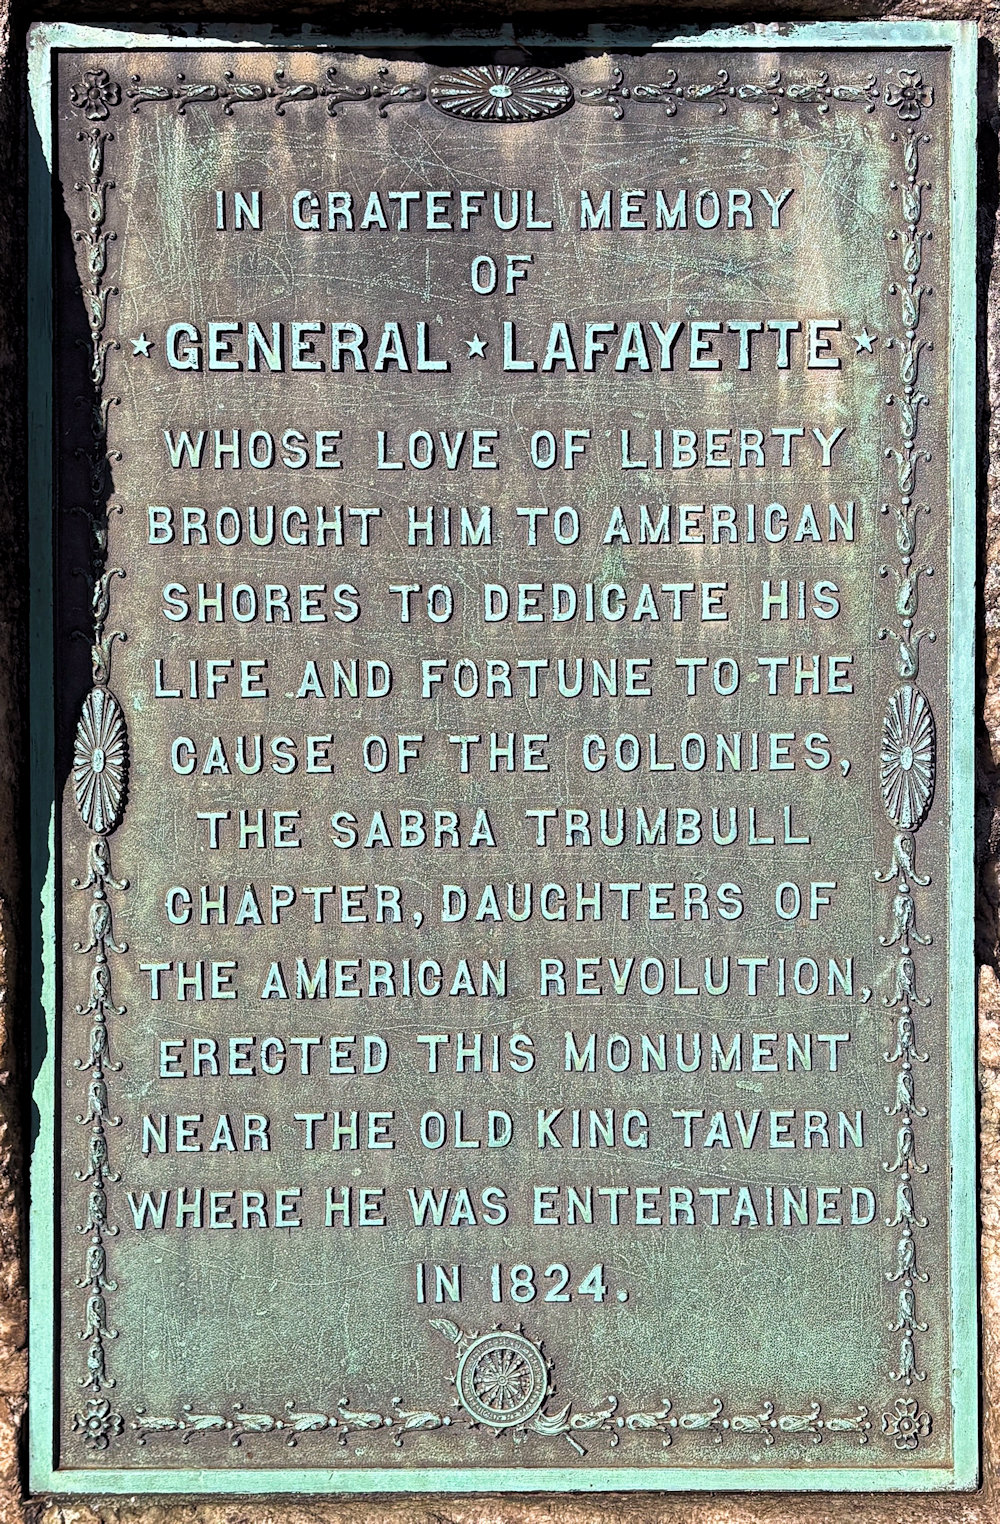 IN GRATEFUL MEMORY
OF
★ GENERAL ★ LAFAYETTE ★
WHOSE LOVE OF LIBERTY
BROUGHT HIM TO AMERICAN
SHORES TO DEDICATE HIS
LIFE AND FORTUNE TO THE
CAUSE OF THE COLONIES,
THE SABRA TRUMBULL
CHAPTER, DAUGHTERS OF
THE AMERICAN REVOLUTION,
ERECTED THIS MONUMENT
NEAR THE OLD KING TAVERN
WHERE HE WAS ENTERTAINED
IN 1824.